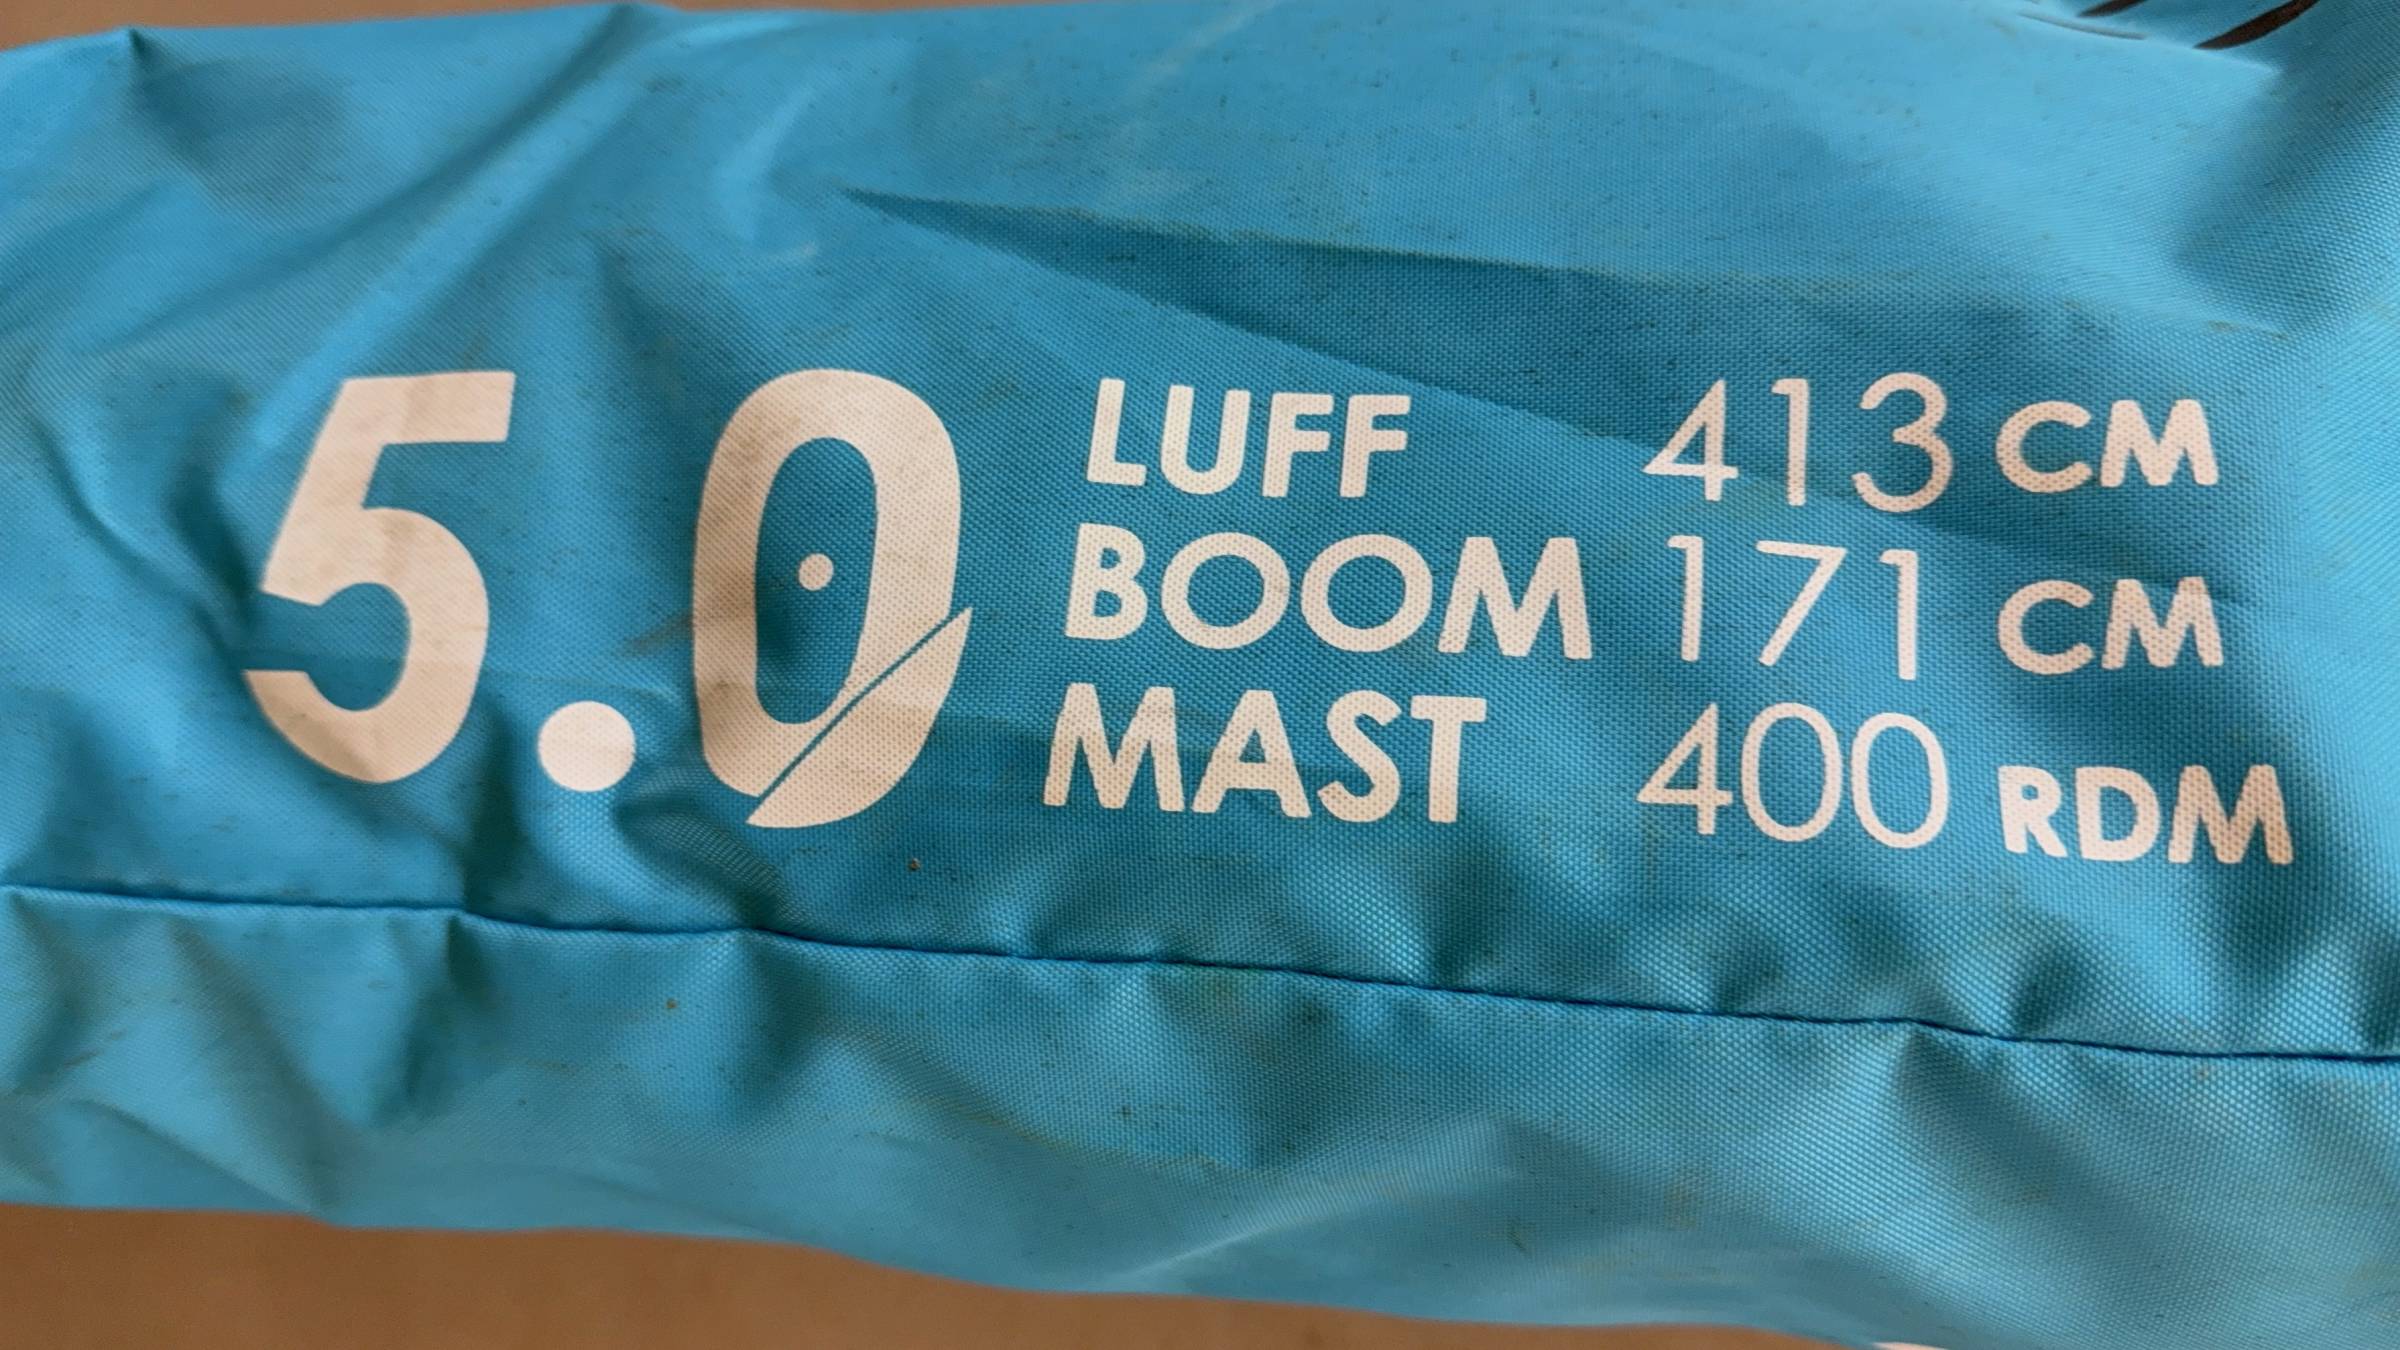 5.0
LUFF 413 CM
BOOM 171 CM
MAST 400 RDM